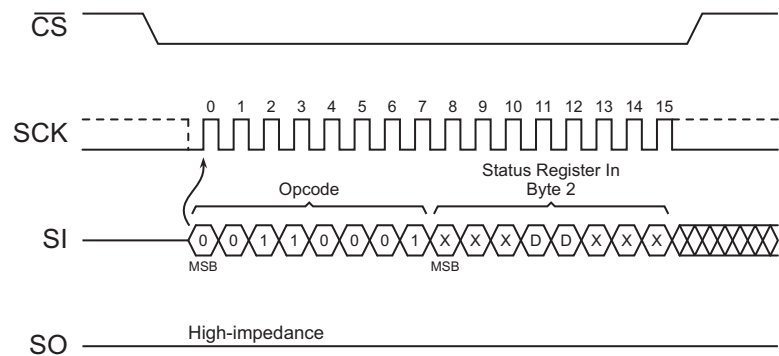 CS
0 1 2 3 4 5 6 7 8 9 10 11 12 13 14 15
SCK
Opcode
Status Register In
Byte 2
SI
0 0 1 1 0 0 0 1 X X X D D X X X
MSB MSB
High-impedance
SO